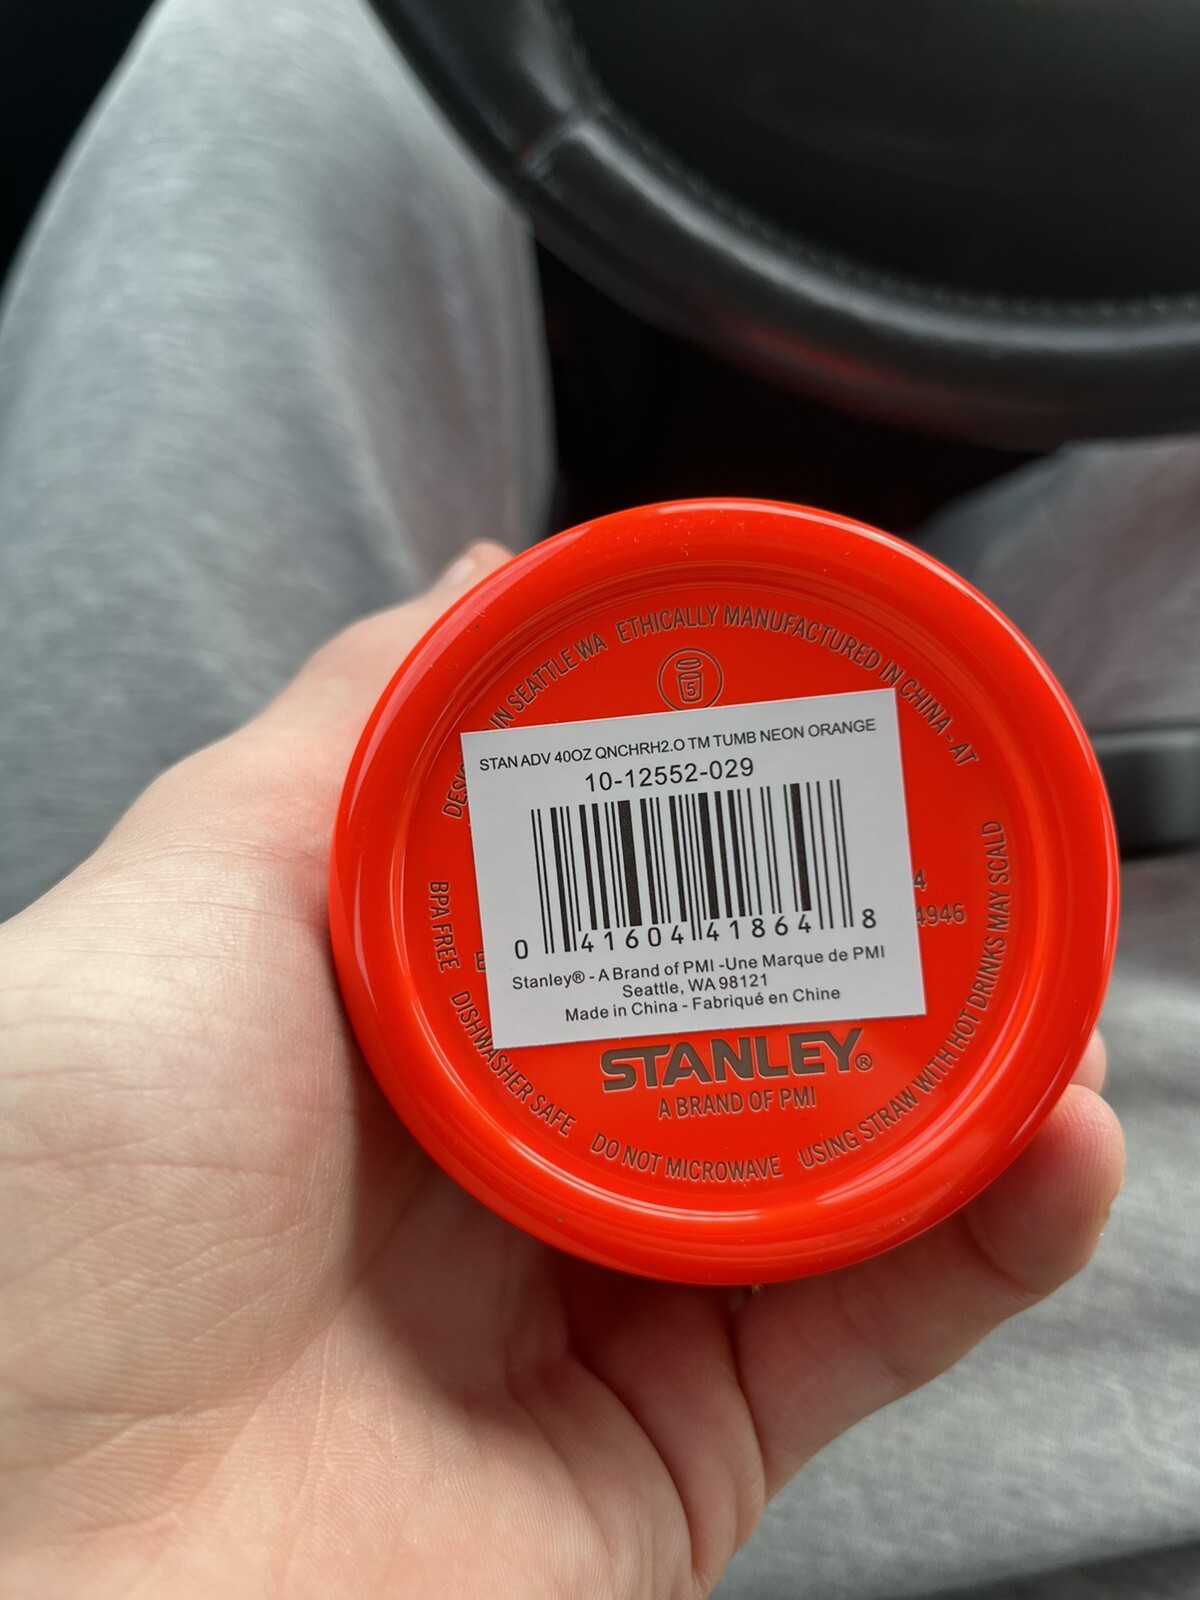 IN SEATTLE WA
ETHICALLY MANUFACTURED IN CHINA - AT
5
STAN ADV 40OZ QNCHRH2.O TM TUMB NEON ORANGE
10-12552-029
0 41604 41864 8
Stanley® - A Brand of PMI -Une Marque de PMI
Seattle, WA 98121
Made in China - Fabriqué en Chine
4
4946
STANLEY®
A BRAND OF PMI
BPA FREE
DISHWASHER SAFE
DO NOT MICROWAVE
USING STRAW WITH HOT DRINKS MAY SCALD